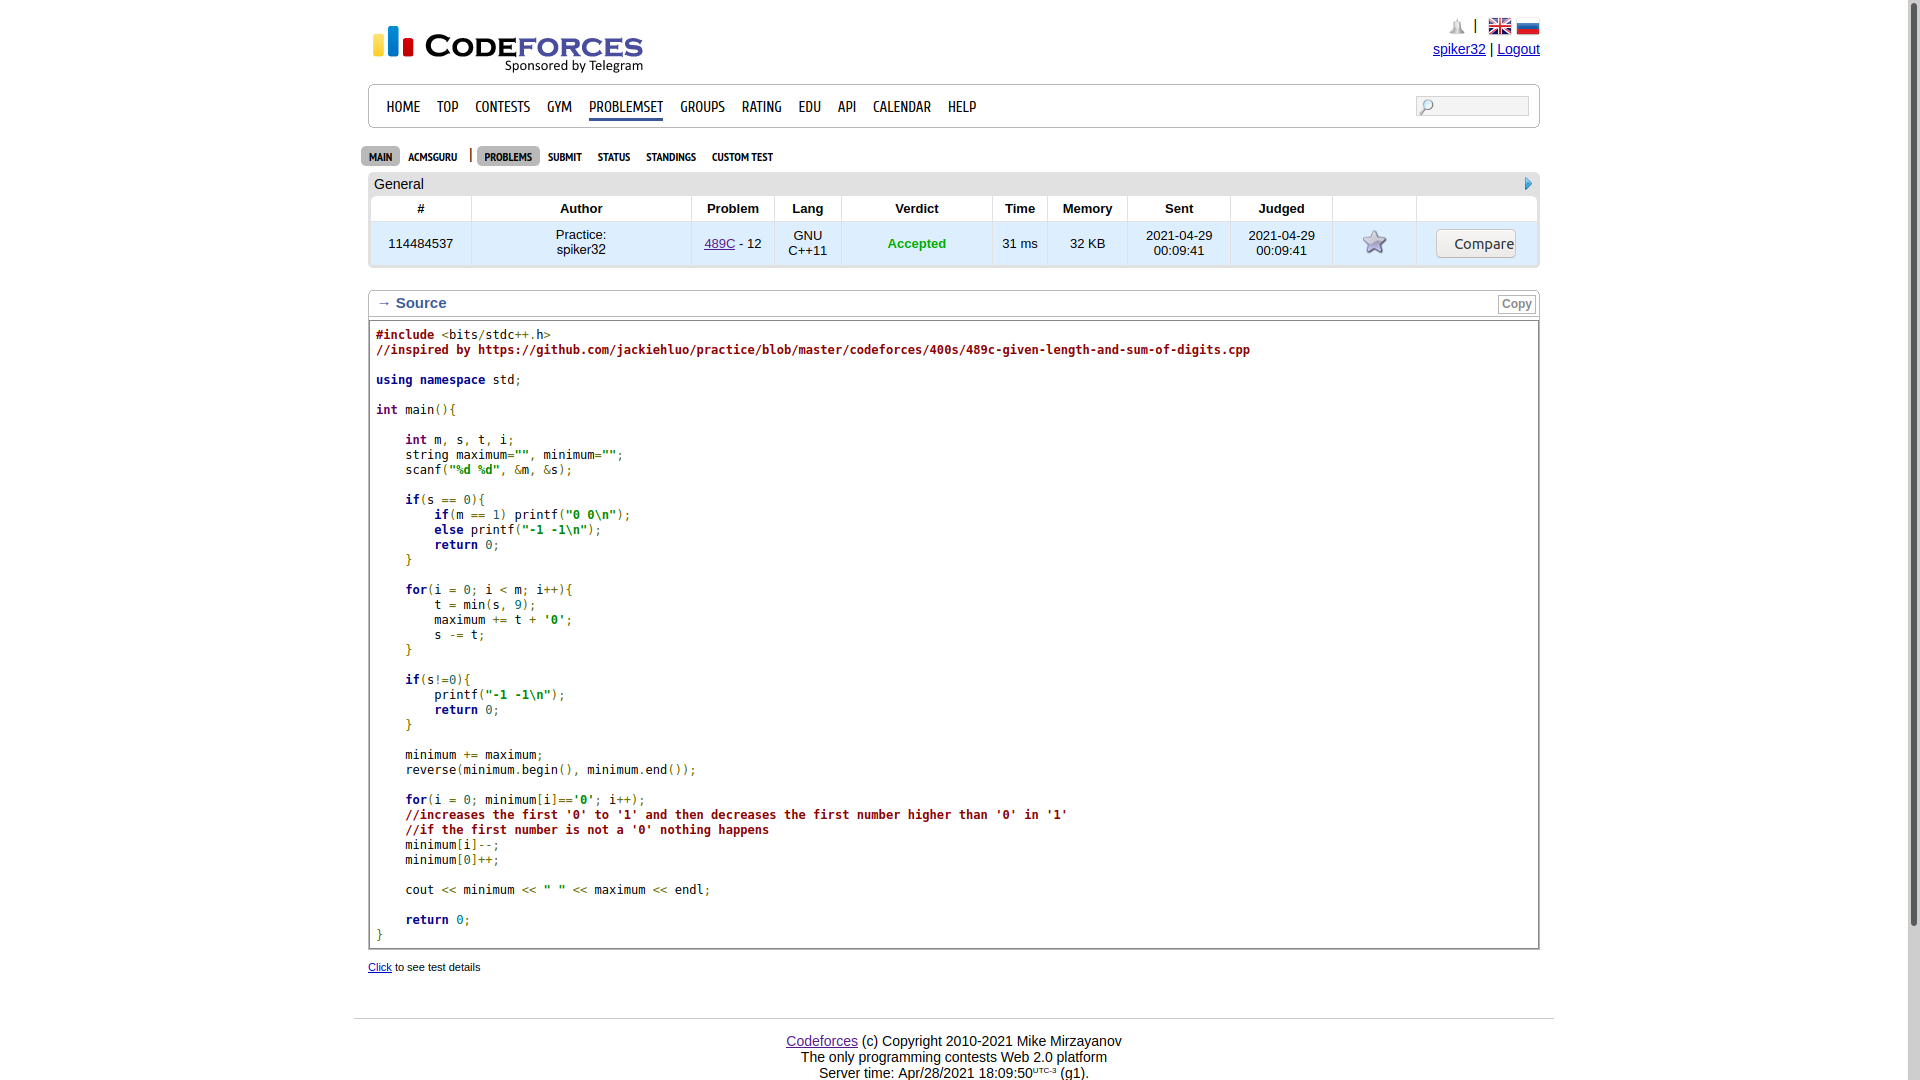 CODEFORCES
Sponsored by Telegram
|
spiker32 | Logout
HOME TOP CONTESTS GYM PROBLEMSET GROUPS RATING EDU API CALENDAR HELP
MAIN ACMSGURU | PROBLEMS SUBMIT STATUS STANDINGS CUSTOM TEST
General
# Author Problem Lang Verdict Time Memory Sent Judged
114484537 Practice: spiker32 489C - 12 GNU C++11 Accepted 31 ms 32 KB 2021-04-29 00:09:41 2021-04-29 00:09:41 Compare
→ Source Copy
#include <bits/stdc++.h>
//inspired by https://github.com/jackiehluo/practice/blob/master/codeforces/400s/489c-given-length-and-sum-of-digits.cpp
using namespace std;
int main(){
int m, s, t, i;
string maximum="", minimum="";
scanf("%d %d", &m, &s);
if(s == 0){
if(m == 1) printf("0 0\n");
else printf("-1 -1\n");
return 0;
}
for(i = 0; i < m; i++){
t = min(s, 9);
maximum += t + '0';
s -= t;
}
if(s!=0){
printf("-1 -1\n");
return 0;
}
minimum += maximum;
reverse(minimum.begin(), minimum.end());
for(i = 0; minimum[i]=='0'; i++);
//increases the first '0' to '1' and then decreases the first number higher than '0' in '1'
//if the first number is not a '0' nothing happens
minimum[i]--;
minimum[0]++;
cout << minimum << " " << maximum << endl;
return 0;
}
Click to see test details
Codeforces (c) Copyright 2010-2021 Mike Mirzayanov
The only programming contests Web 2.0 platform
Server time: Apr/28/2021 18:09:50UTC-3 (g1).